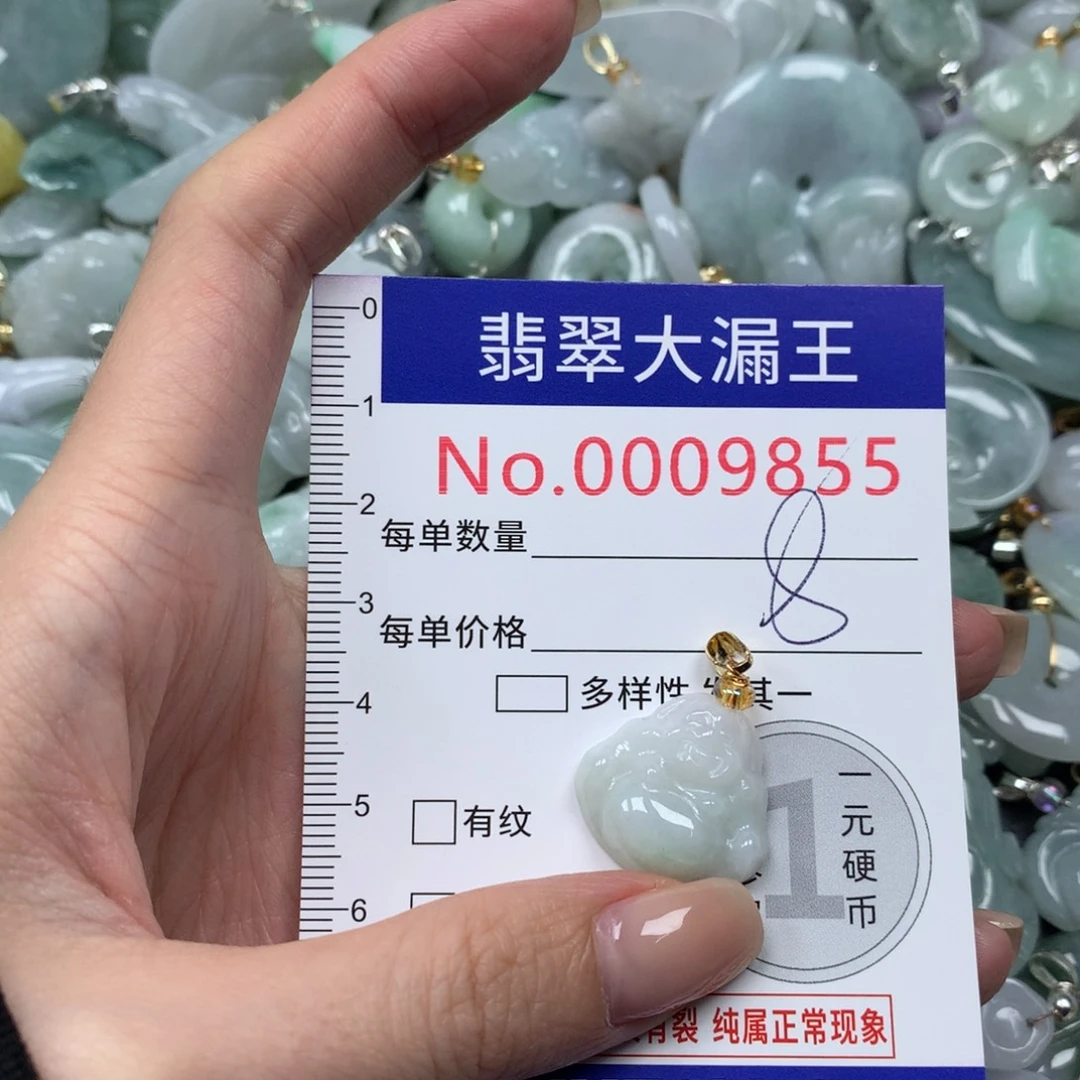 0
翡翠大漏王
1
No.0009855
2
每单数量
8
3
每单价格
4
多样性 发其一
1
一元硬币
5
有纹
6
有裂 纯属正常现象